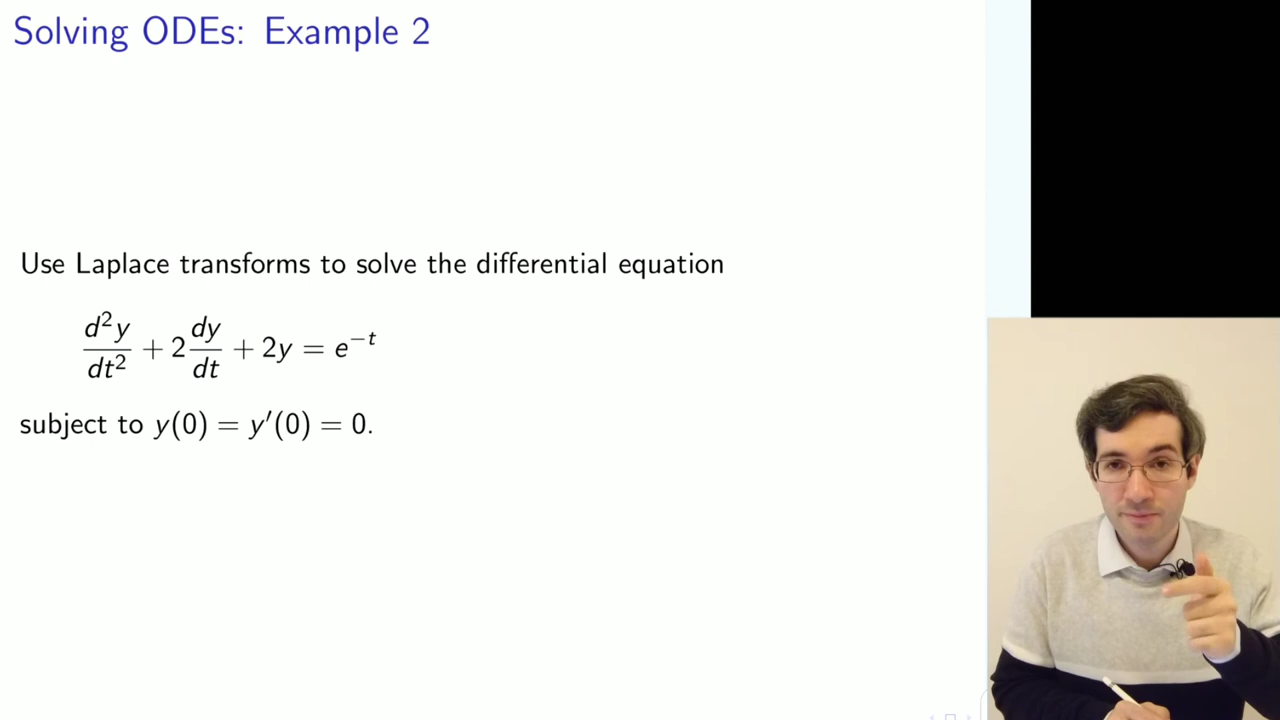 Solving ODEs: Example 2
Use Laplace transforms to solve the differential equation
d²y/dt² + 2 dy/dt + 2y = e⁻ᵗ
subject to y(0) = y′(0) = 0.